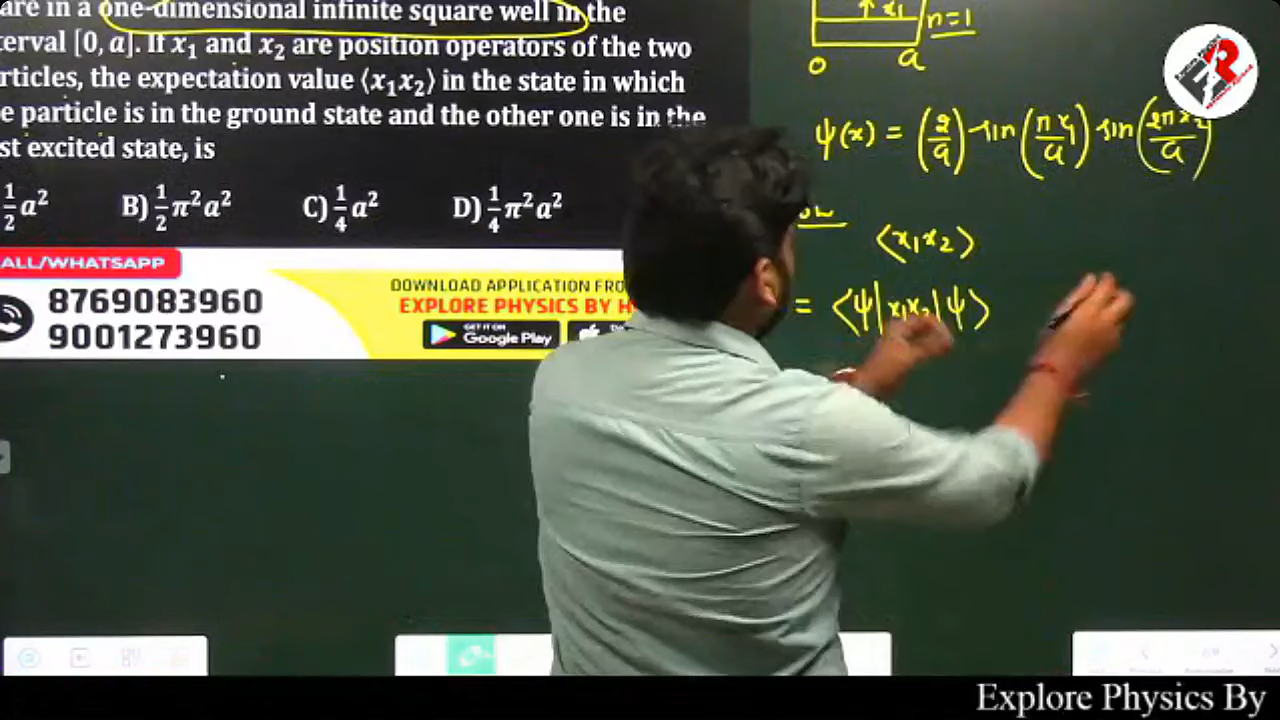 are in a one-dimensional infinite square well in the
terval [0, a]. If x₁ and x₂ are position operators of the two
rticles, the expectation value ⟨x₁x₂⟩ in the state in which
e particle is in the ground state and the other one is in the
st excited state, is
1/2 a² B) 1/2 π²a² C) 1/4 a² D) 1/4 π²a²
ALL/WHATSAPP
8769083960
9001273960
DOWNLOAD APPLICATION FRO
EXPLORE PHYSICS BY H
GET IT ON
Google Play
↑ x₁ n=1
0 a
ψ(x) = (2/a) sin(πx₁/a) sin(2πx₂/a)
⟨x₁x₂⟩
= ⟨ψ|x₁x₂|ψ⟩
Explore Physics By